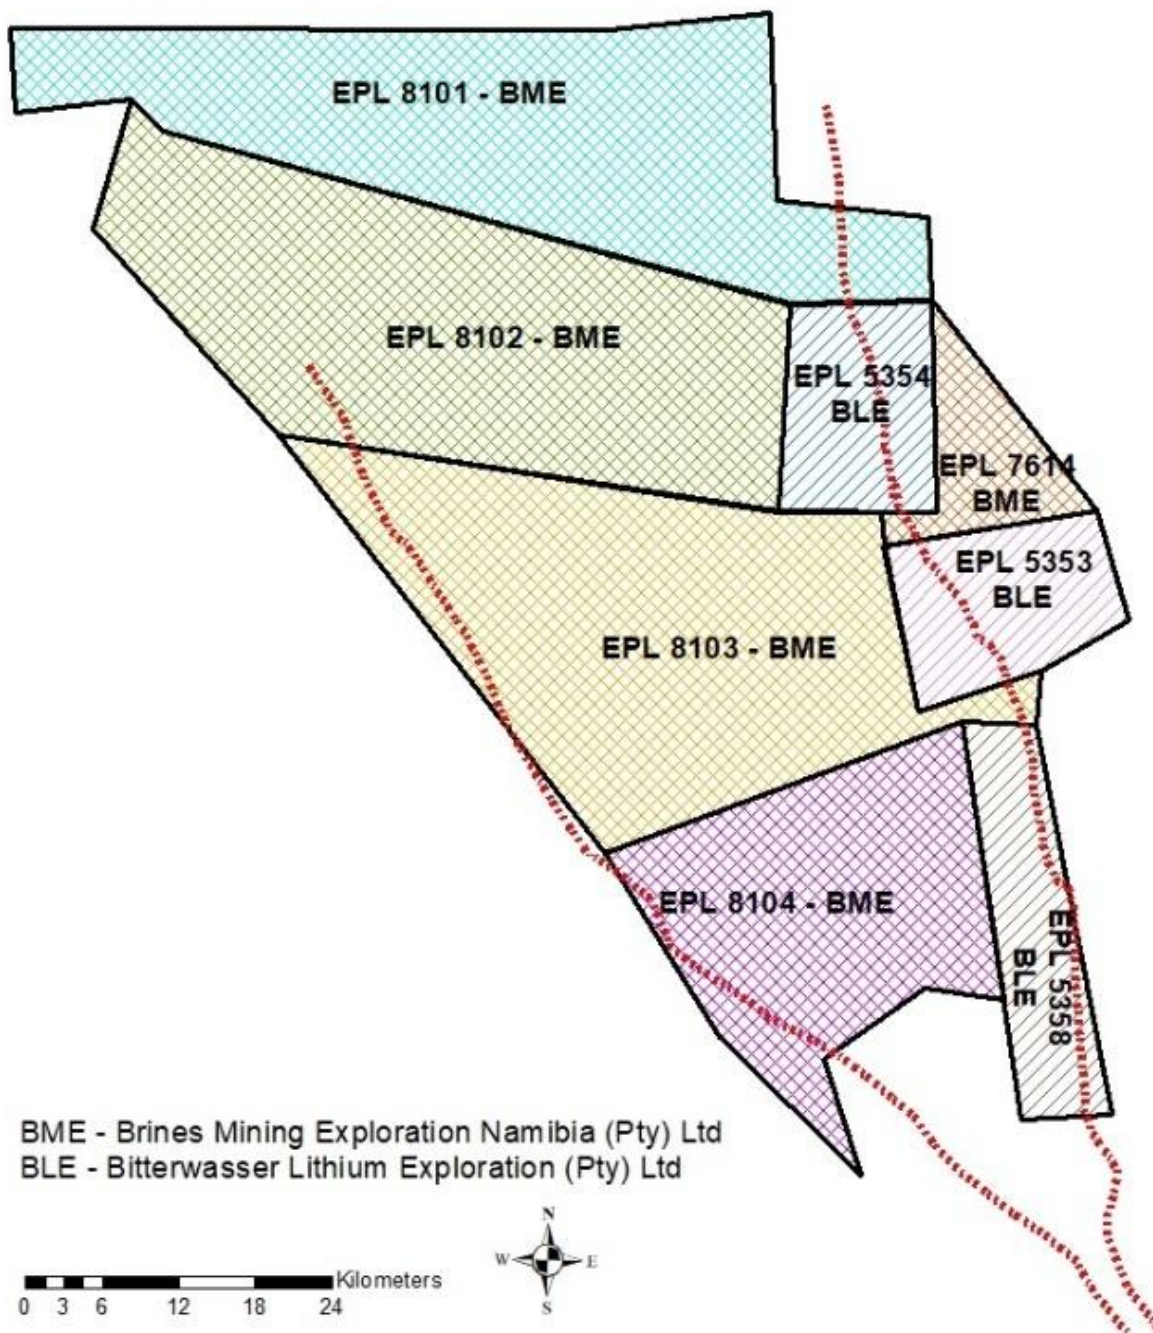 EPL 8101 - BME
EPL 8102 - BME
EPL 5354
BLE
EPL 7614
BME
EPL 5353
BLE
EPL 8103 - BME
EPL 8104 - BME
EPL 5358
BLE
BME - Brines Mining Exploration Namibia (Pty) Ltd
BLE - Bitterwasser Lithium Exploration (Pty) Ltd
N
W E
S
Kilometers
0 3 6 12 18 24